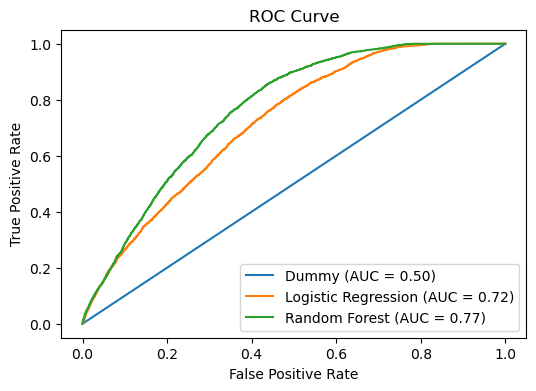 ROC Curve
True Positive Rate
1.0
0.8
0.6
0.4
0.2
0.0
Dummy (AUC = 0.50)
Logistic Regression (AUC = 0.72)
Random Forest (AUC = 0.77)
0.0 0.2 0.4 0.6 0.8 1.0
False Positive Rate